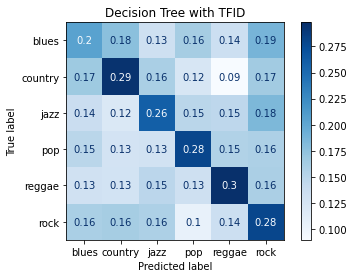 Decision Tree with TFID
True label
blues 0.2 0.18 0.13 0.16 0.14 0.19
country 0.17 0.29 0.16 0.12 0.09 0.17
jazz 0.14 0.12 0.26 0.15 0.15 0.18
pop 0.15 0.13 0.13 0.28 0.15 0.16
reggae 0.13 0.13 0.15 0.13 0.3 0.16
rock 0.16 0.16 0.16 0.1 0.14 0.28
blues country jazz pop reggae rock
Predicted label
0.275
0.250
0.225
0.200
0.175
0.150
0.125
0.100